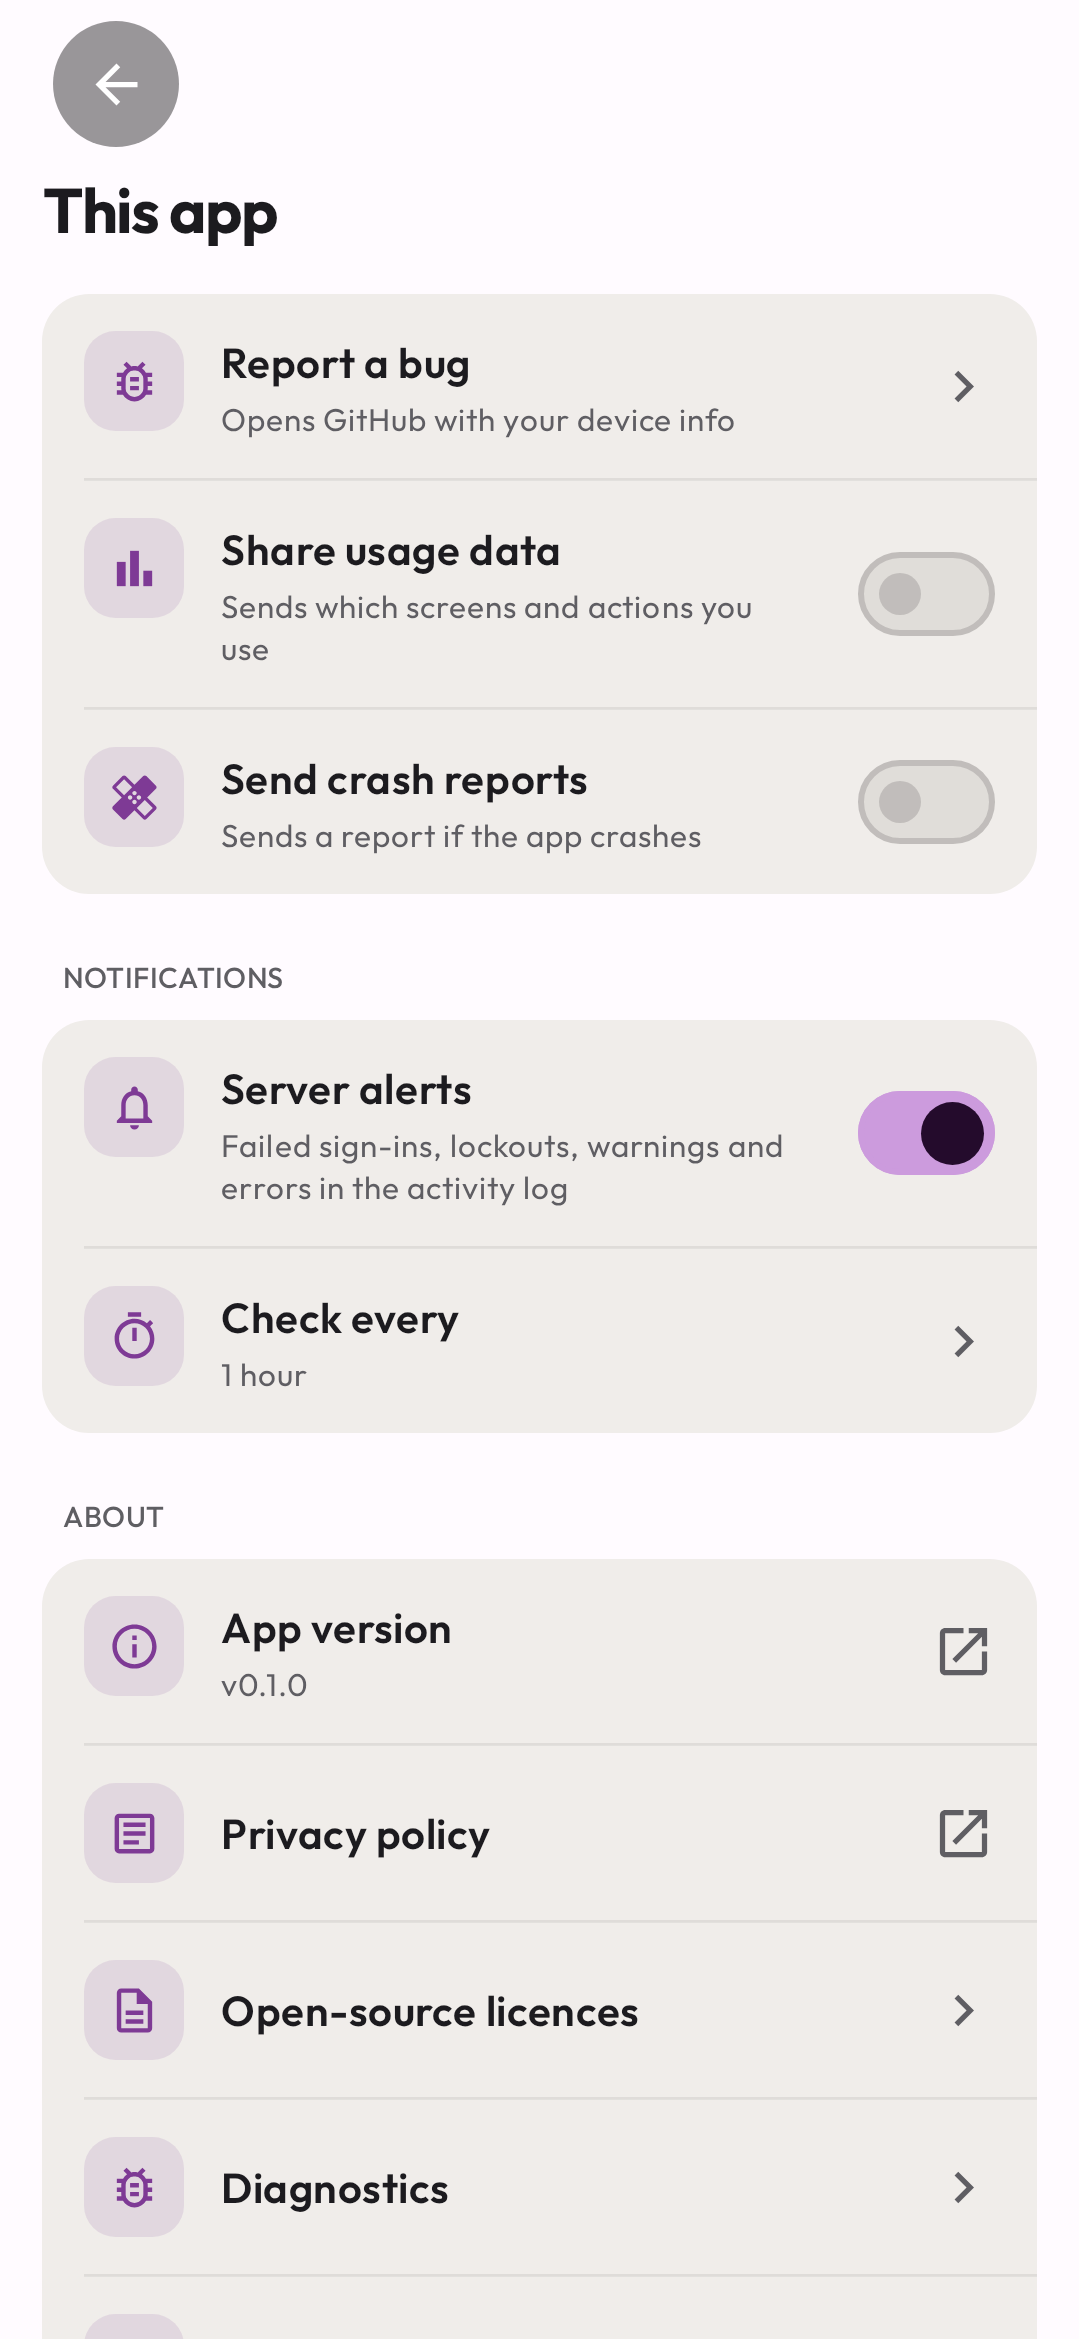 This app
Report a bug
Opens GitHub with your device info
Share usage data
Sends which screens and actions you
use
Send crash reports
Sends a report if the app crashes
NOTIFICATIONS
Server alerts
Failed sign-ins, lockouts, warnings and
errors in the activity log
Check every
1 hour
ABOUT
App version
v0.1.0
Privacy policy
Open-source licences
Diagnostics